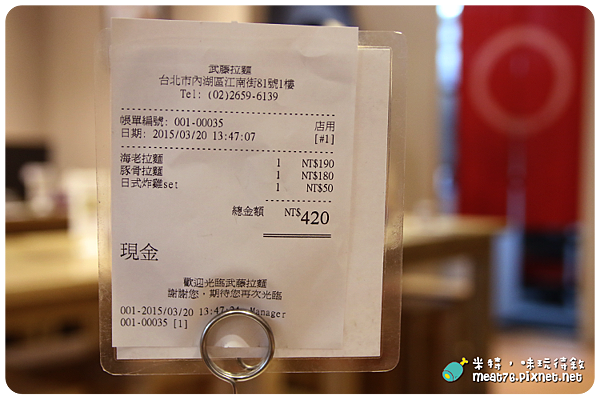 武藤拉麵
台北市內湖區江南街81號1樓
Tel: (02)2659-6139
帳單編號: 001-00035 店用
日期: 2015/03/20 13:47:07 [#1]
海老拉麵 1 NT$190
豚骨拉麵 1 NT$180
日式炸雞set 1 NT$50
總金額 NT$420
現金
歡迎光臨武藤拉麵
謝謝您，期待您再次光臨
001-2015/03/20 13:47 Manager
001-00035 [1]
米特，味玩待敘
meat76.pixnet.net